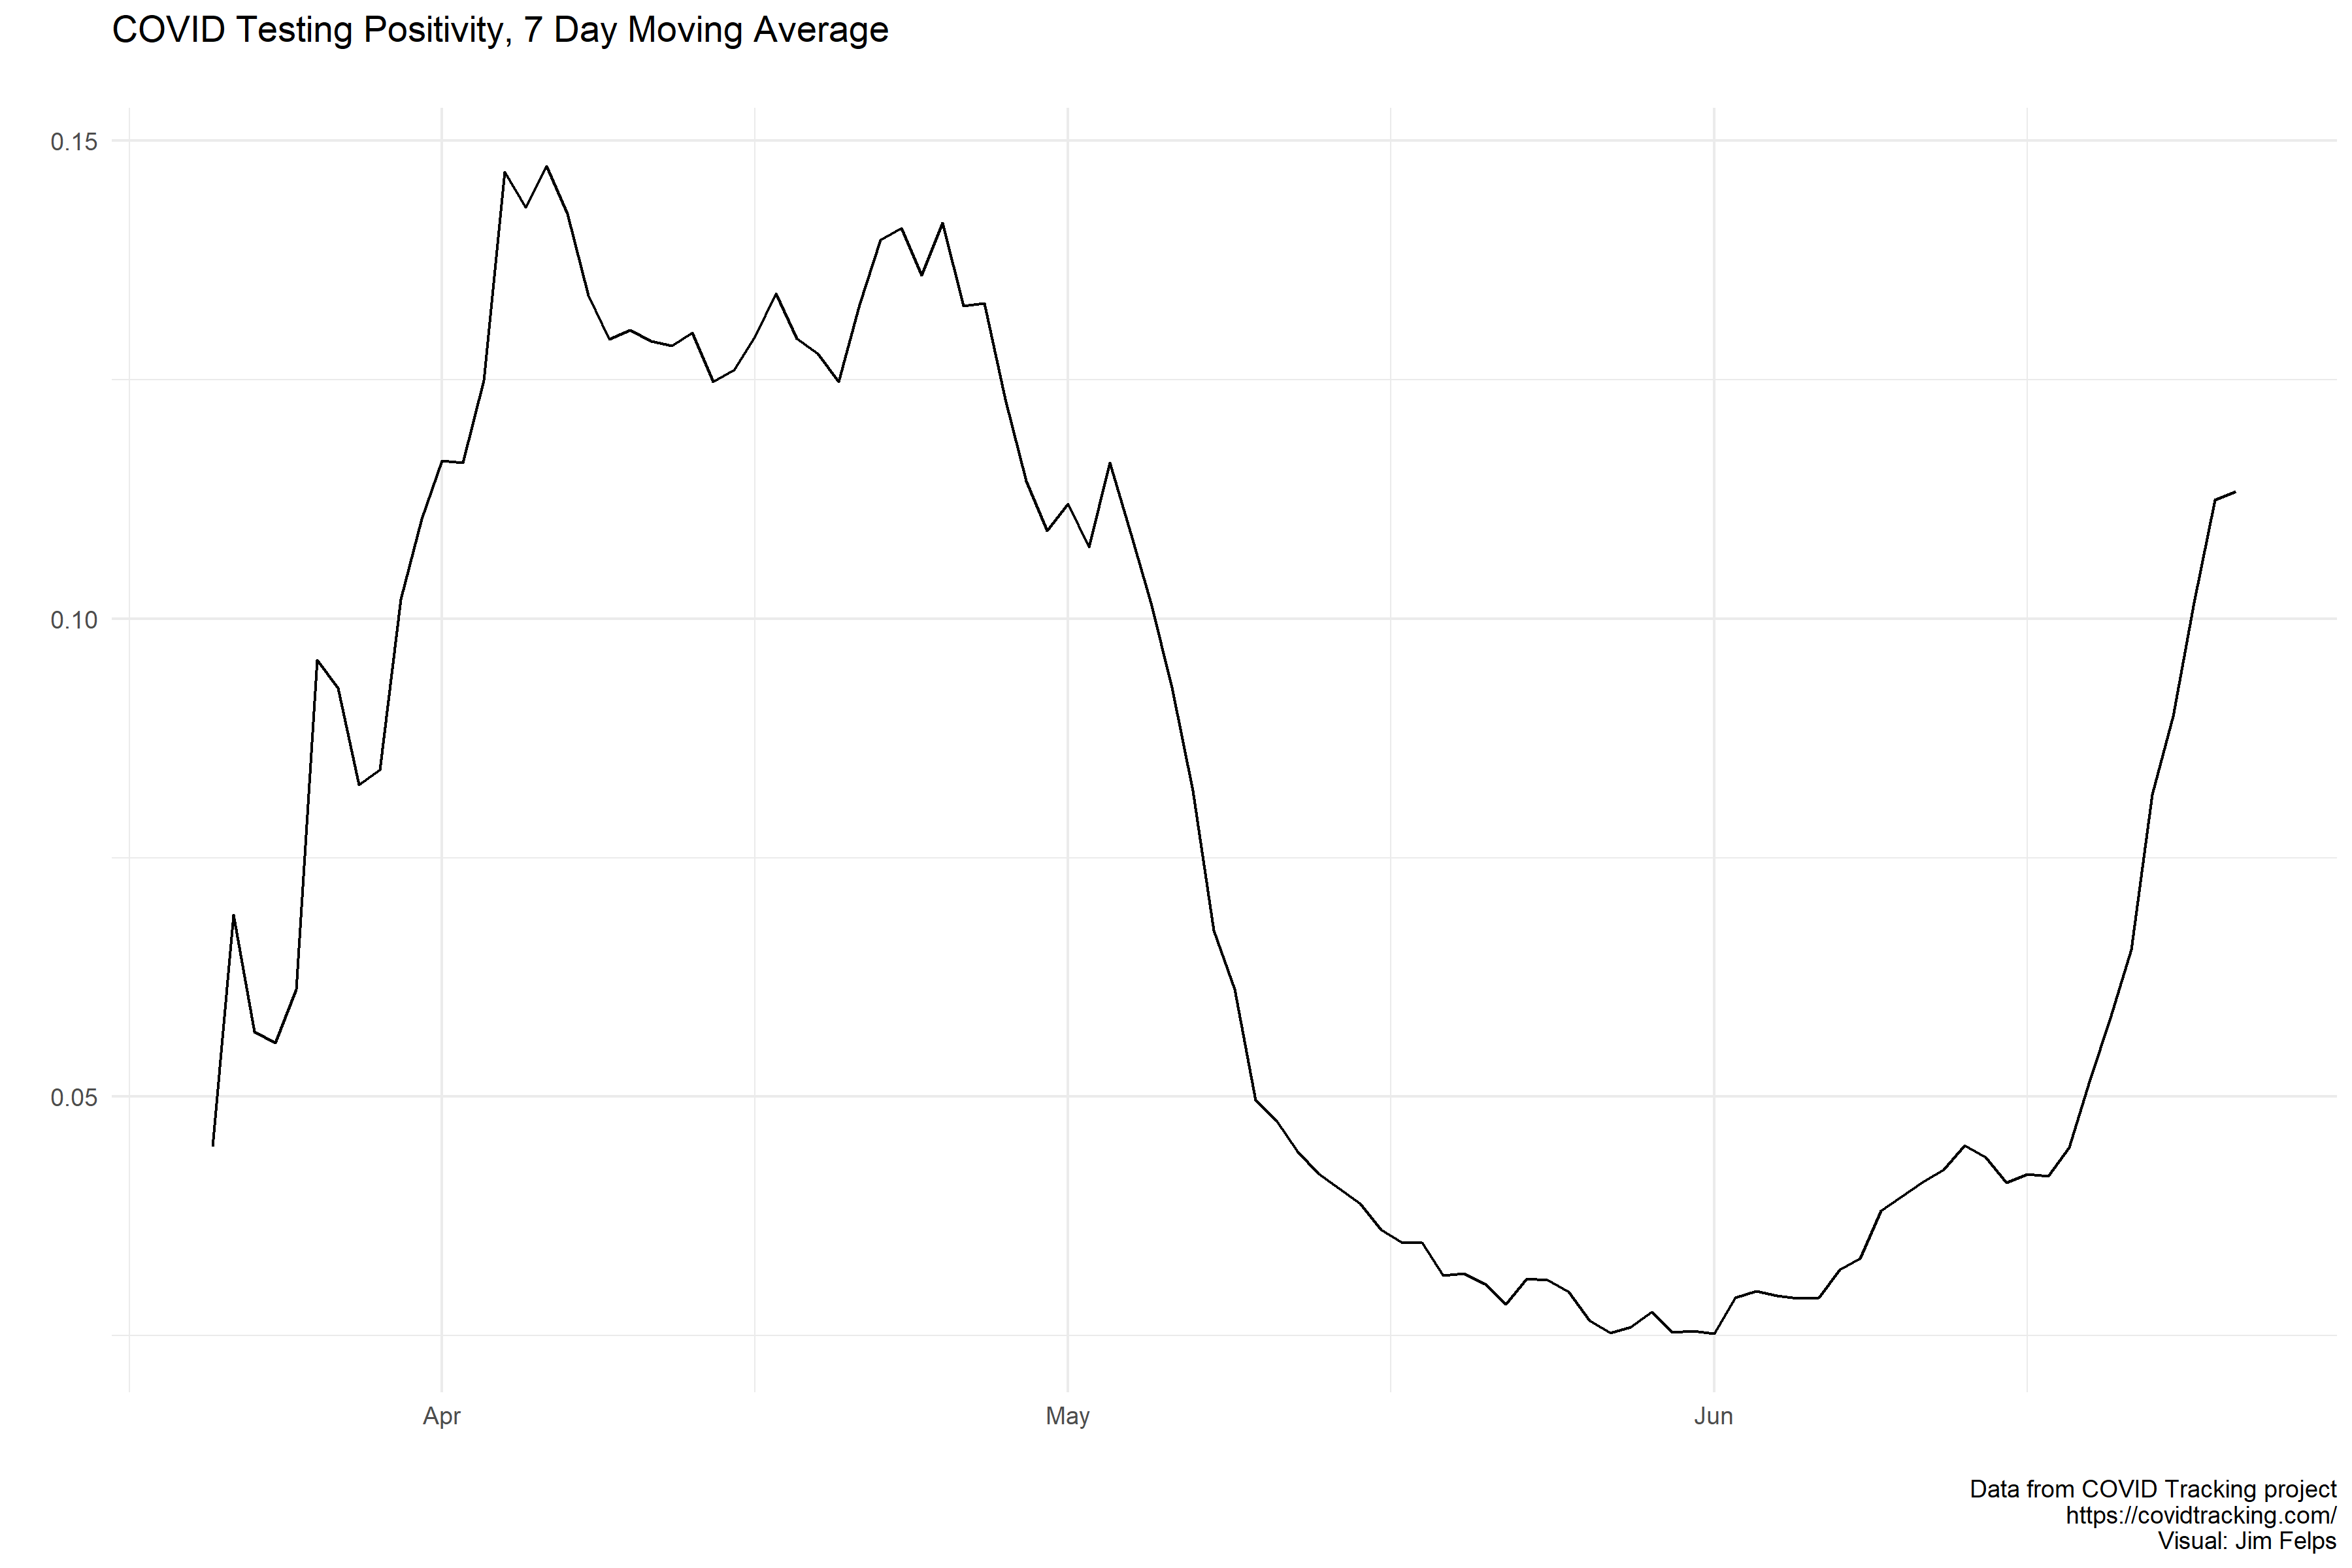 COVID Testing Positivity, 7 Day Moving Average
0.15
0.10
0.05
Apr
May
Jun
Data from COVID Tracking project
https://covidtracking.com/
Visual: Jim Felps